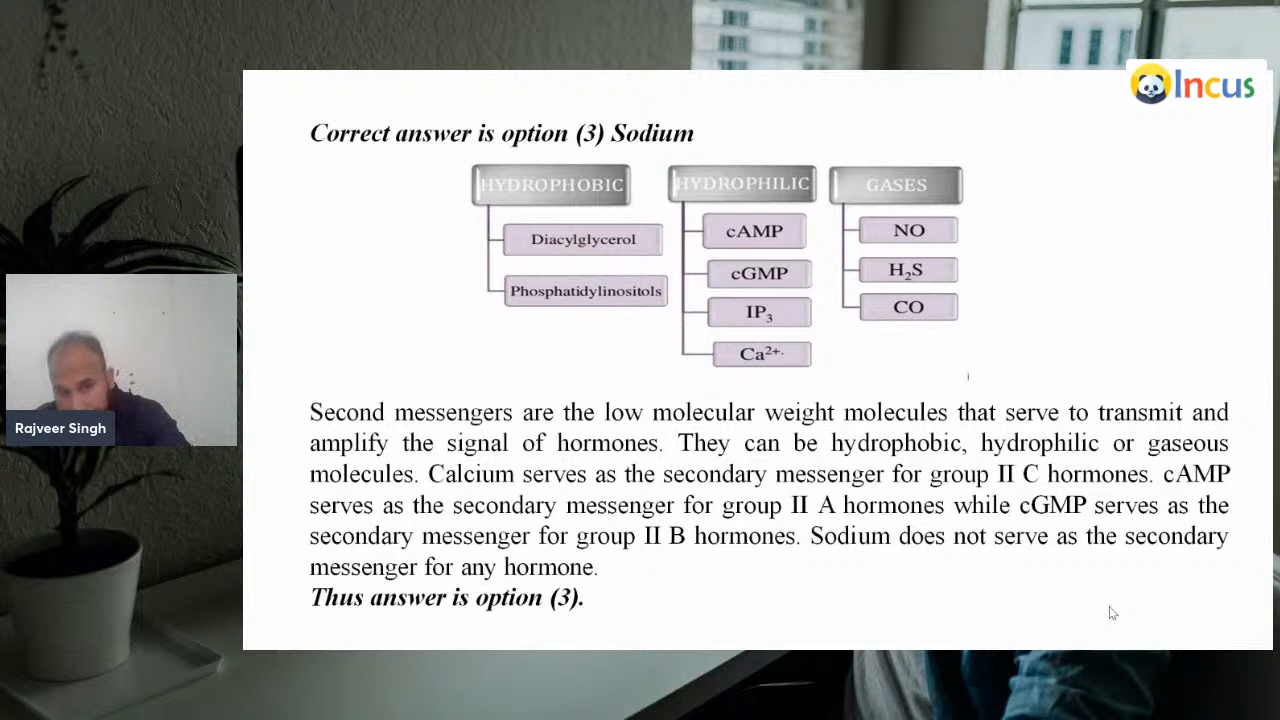 Incus
Correct answer is option (3) Sodium
HYDROPHOBIC
Diacylglycerol
Phosphatidylinositols
HYDROPHILIC
cAMP
cGMP
IP₃
Ca²⁺·
GASES
NO
H₂S
CO
Second messengers are the low molecular weight molecules that serve to transmit and
amplify the signal of hormones. They can be hydrophobic, hydrophilic or gaseous
molecules. Calcium serves as the secondary messenger for group II C hormones. cAMP
serves as the secondary messenger for group II A hormones while cGMP serves as the
secondary messenger for group II B hormones. Sodium does not serve as the secondary
messenger for any hormone.
Thus answer is option (3).
Rajveer Singh